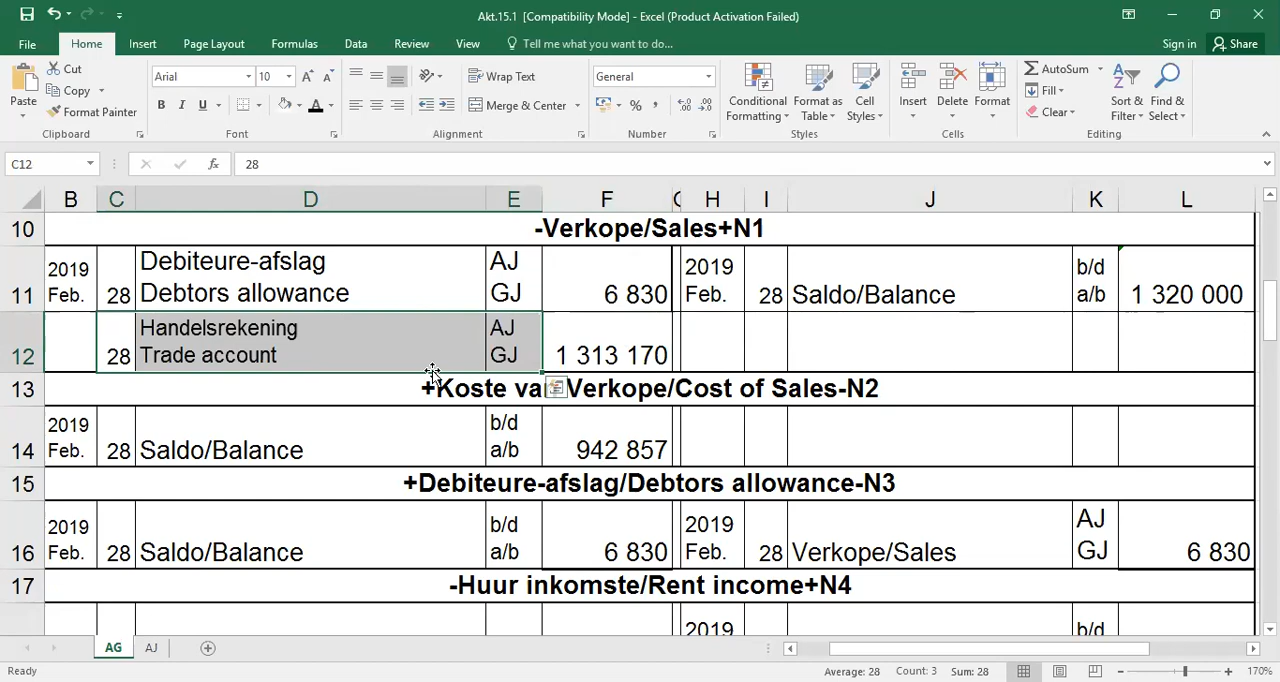 Akt.15.1 [Compatibility Mode] - Excel (Product Activation Failed)
File Home Insert Page Layout Formulas Data Review View Tell me what you want to do... Sign in Share
Paste Cut Copy Format Painter Clipboard
Arial 10 A A B I U A Font
Wrap Text Merge & Center Alignment
General % , Number
Conditional Formatting Format as Table Cell Styles Styles
Insert Delete Format Cells
AutoSum Fill Clear Sort & Filter Find & Select Editing
C12 fx 28
B C D E F G H I J K L
10 -Verkope/Sales+N1
2019 Debiteure-afslag AJ 2019 b/d
11 Feb. 28 Debtors allowance GJ 6 830 Feb. 28 Saldo/Balance a/b 1 320 000
Handelsrekening AJ
12 28 Trade account GJ 1 313 170
13 +Koste van Verkope/Cost of Sales-N2
2019 b/d
14 Feb. 28 Saldo/Balance a/b 942 857
15 +Debiteure-afslag/Debtors allowance-N3
2019 b/d 2019 AJ
16 Feb. 28 Saldo/Balance a/b 6 830 Feb. 28 Verkope/Sales GJ 6 830
17 -Huur inkomste/Rent income+N4
2019 b/d
AG AJ
Ready Average: 28 Count: 3 Sum: 28 170%